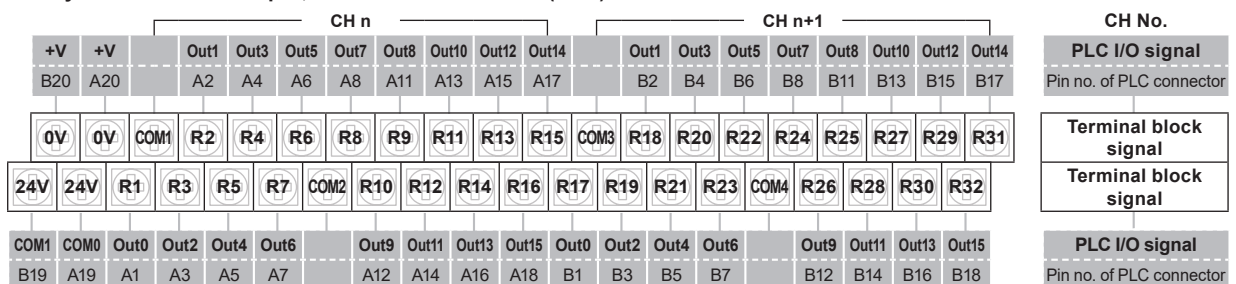 CH n CH n+1 CH No.
+V +V Out1 Out3 Out5 Out7 Out8 Out10 Out12 Out14 Out1 Out3 Out5 Out7 Out8 Out10 Out12 Out14 PLC I/O signal
B20 A20 A2 A4 A6 A8 A11 A13 A15 A17 B2 B4 B6 B8 B11 B13 B15 B17 Pin no. of PLC connector
0V 0V COM1 R2 R4 R6 R8 R9 R11 R13 R15 COM3 R18 R20 R22 R24 R25 R27 R29 R31 Terminal block
signal
24V 24V R1 R3 R5 R7 COM2 R10 R12 R14 R16 R17 R19 R21 R23 COM4 R26 R28 R30 R32 Terminal block
signal
COM1 COM0 Out0 Out2 Out4 Out6 Out9 Out11 Out13 Out15 Out0 Out2 Out4 Out6 Out9 Out11 Out13 Out15 PLC I/O signal
B19 A19 A1 A3 A5 A7 A12 A14 A16 A18 B1 B3 B5 B7 B12 B14 B16 B18 Pin no. of PLC connector